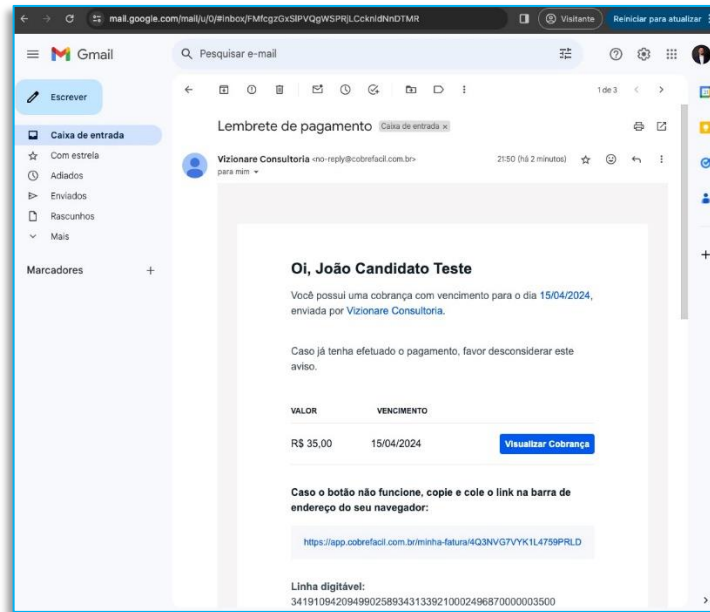 mail.google.com/mail/u/0/#inbox/FMfcgzGxSlPVQgWSPRjLCcknldNnDTMR
Visitante
Reiniciar para atualizar
Gmail
Pesquisar e-mail
Escrever
1 de 3
Caixa de entrada
Com estrela
Adiados
Enviados
Rascunhos
Mais
Marcadores
Lembrete de pagamento Caixa de entrada x
Vizionare Consultoria <no-reply@cobrefacil.com.br>
21:50 (há 2 minutos)
para mim
Oi, João Candidato Teste
Você possui uma cobrança com vencimento para o dia 15/04/2024,
enviada por Vizionare Consultoria.
Caso já tenha efetuado o pagamento, favor desconsiderar este
aviso.
VALOR VENCIMENTO
R$ 35,00 15/04/2024 Visualizar Cobrança
Caso o botão não funcione, copie e cole o link na barra de
endereço do seu navegador:
https://app.cobrefacil.com.br/minha-fatura/4Q3NVG7VYK1L4759PRLD
Linha digitável:
34191094209499025893431339210002496870000003500